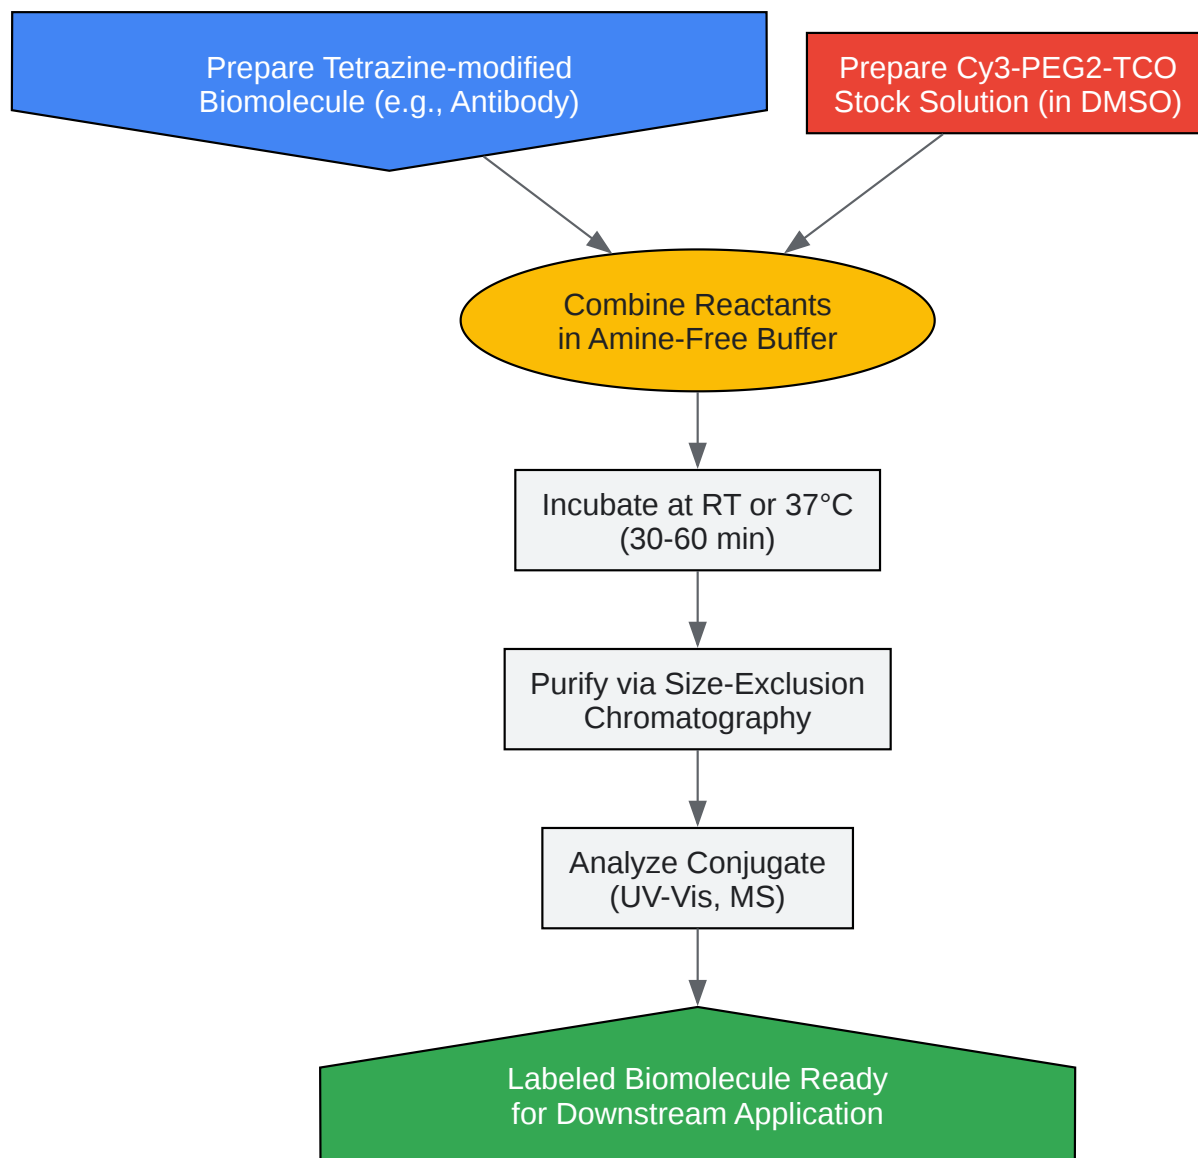 Prepare Tetrazine-modified
Biomolecule (e.g., Antibody)
Prepare Cy3-PEG2-TCO
Stock Solution (in DMSO)
Combine Reactants
in Amine-Free Buffer
Incubate at RT or 37°C
(30-60 min)
Purify via Size-Exclusion
Chromatography
Analyze Conjugate
(UV-Vis, MS)
Labeled Biomolecule Ready
for Downstream Application